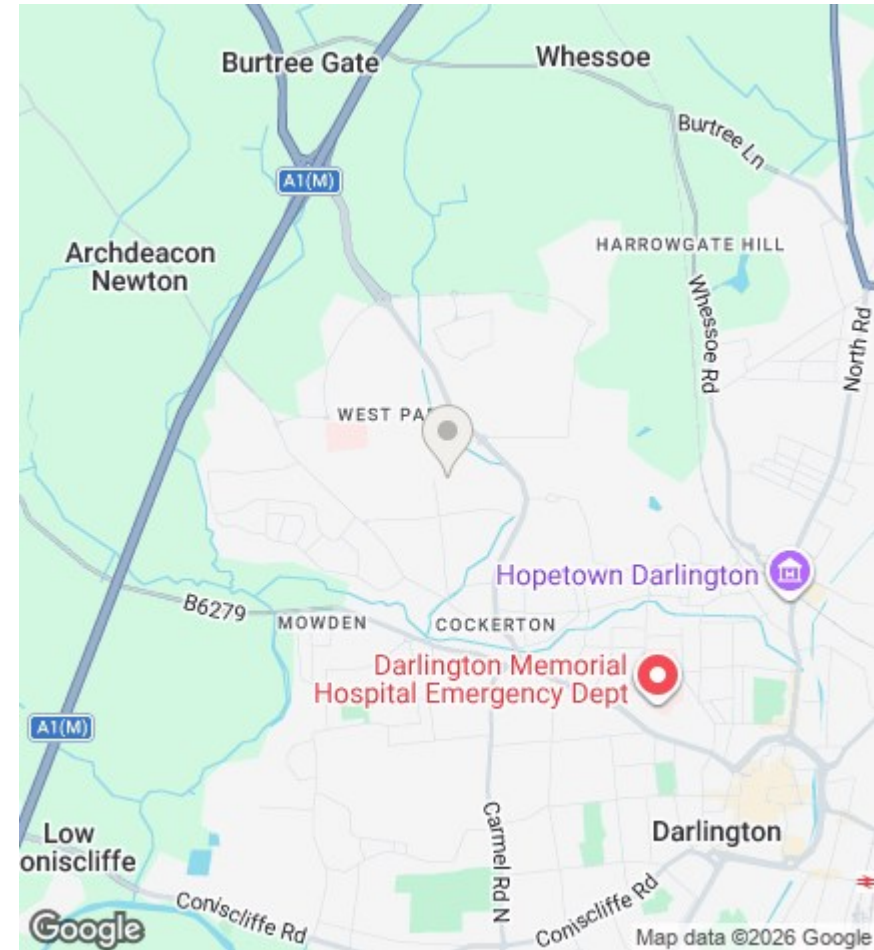 Burtree Gate
Whessoe
Burtree Ln
A1(M)
HARROWGATE HILL
Archdeacon
Newton
Whessoe Rd
North Rd
WEST PA
Hopetown Darlington
B6279
MOWDEN
COCKERTON
Darlington Memorial
Hospital Emergency Dept
A1(M)
Carmel Rd N
Darlington
Low
oniscliffe
Coniscliffe Rd
Coniscliffe Rd
Google
Map data ©2026 Google